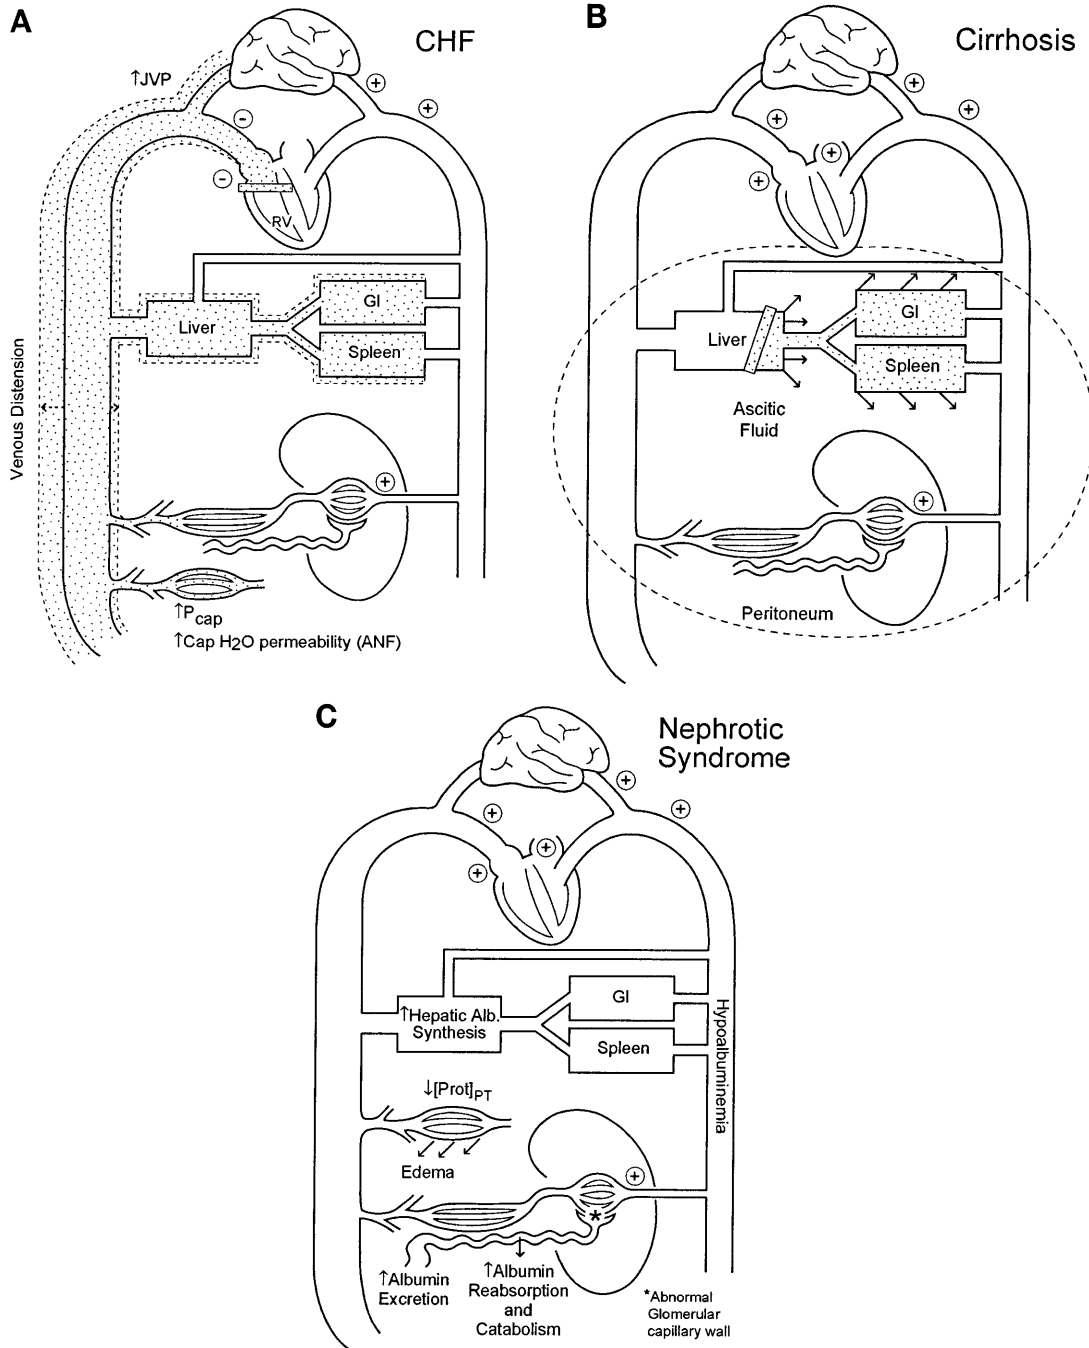 A
CHF
↑JVP
+
+
−
−
RV
Liver
GI
Spleen
Venous Distension
+
↑Pcap
↑Cap H2O permeability (ANF)
B
Cirrhosis
+
+
+
+
+
Liver
GI
Spleen
Ascitic
Fluid
+
Peritoneum
C
Nephrotic
Syndrome
+
+
+
+
+
↑Hepatic Alb.
Synthesis
GI
Spleen
Hypoalbuminemia
↓[Prot]PT
Edema
+
*
↑Albumin
Excretion
↑Albumin
Reabsorption
and
Catabolism
*Abnormal
Glomerular
capillary wall